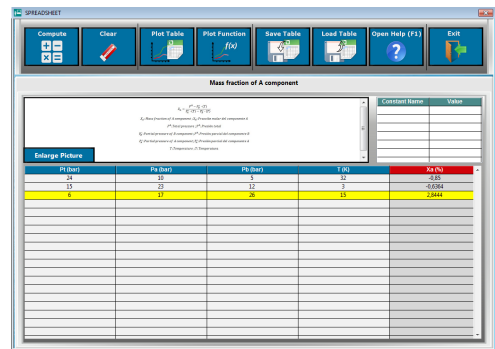 SPREADSHEET
Compute Clear Plot Table Plot Function Save Table Load Table Open Help (F1) Exit
f(x)
Mass fraction of A component
Constant Name Value
T:Temperature
Enlarge Picture
Pt (bar) Pa (bar) Pb (bar) T (K) Xa (%)
24 10 5 32 -0,85
15 23 12 3 -0,6384
6 17 26 15 2,8444